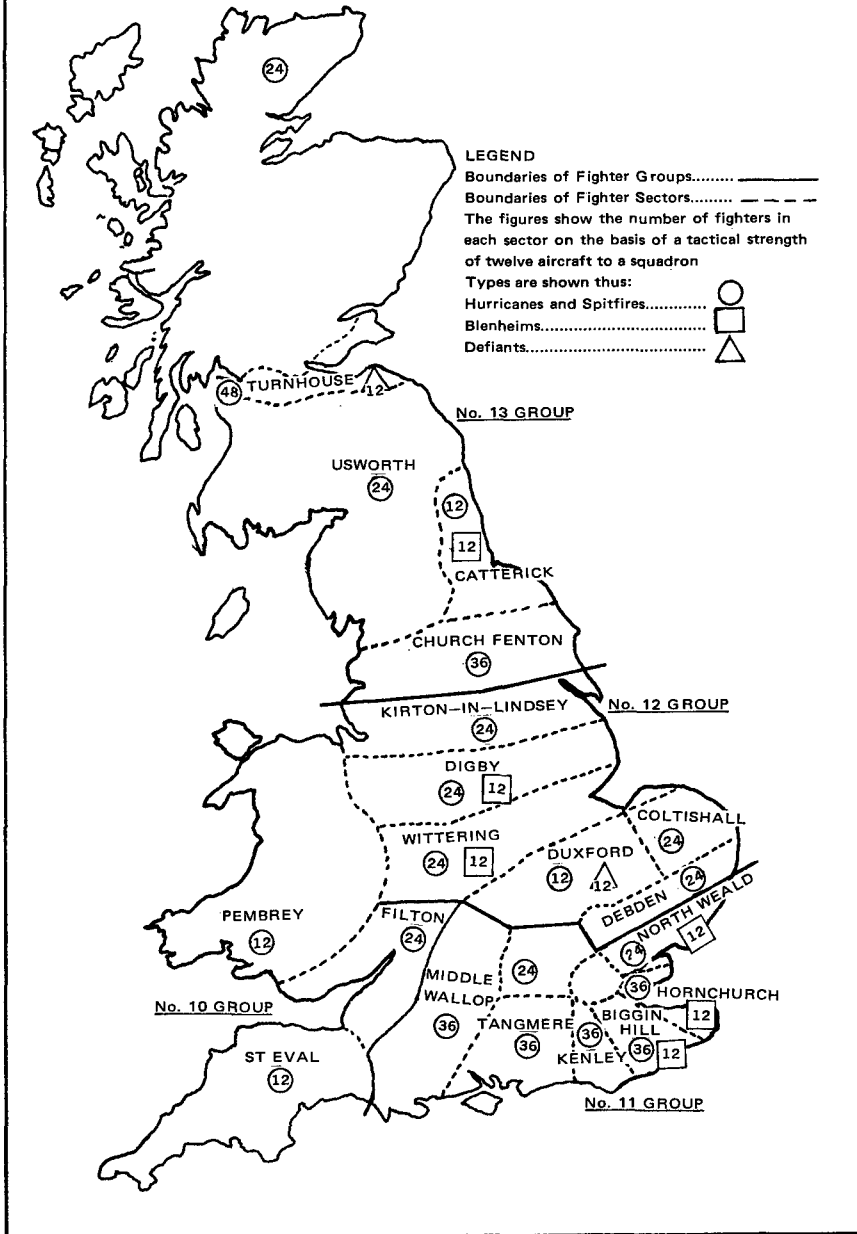 24
LEGEND
Boundaries of Fighter Groups........
Boundaries of Fighter Sectors.........
The figures show the number of fighters in
each sector on the basis of a tactical strength
of twelve aircraft to a squadron
Types are shown thus:
Hurricanes and Spitfires............
Blenheims.................................
Defiants....................................
TURNHOUSE
48
12
No. 13 GROUP
USWORTH
24
12
12
CATTERICK
CHURCH FENTON
36
KIRTON—IN—LINDSEY
No. 12 GROUP
24
DIGBY
24 12
COLTISHALL
24
WITTERING
24 12
DUXFORD
12 12
24
DEBDEN
NORTH WEALD
24 12
PEMBREY
12
FILTON
24
MIDDLE
WALLOP
36
24
36 HORNCHURCH
12
No. 10 GROUP
TANGMERE
36
BIGGIN
HILL
36 12
36
KENLEY
ST EVAL
12
No. 11 GROUP